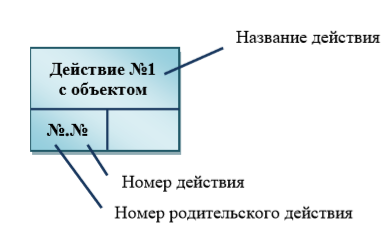 Название действия
Действие №1
с объектом
№.№
Номер действия
Номер родительского действия